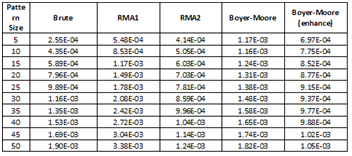 Patte rn Size Brute RMA1 RMA2 Boyer-Moore Boyer-Moore (enhance)
5 2.55E-04 5.48E-04 4.14E-04 1.17E-03 6.97E-04
10 4.35E-04 8.53E-04 5.05E-04 1.16E-03 7.75E-04
15 5.89E-04 1.17E-03 6.03E-04 1.24E-03 8.52E-04
20 7.96E-04 1.49E-03 7.03E-04 1.31E-03 8.77E-04
25 9.89E-04 1.78E-03 7.81E-04 1.38E-03 9.15E-04
30 1.16E-03 2.08E-03 8.59E-04 1.48E-03 9.37E-04
35 1.35E-03 2.42E-03 9.96E-04 1.58E-03 9.77E-04
40 1.53E-03 2.72E-03 1.04E-03 1.65E-03 9.88E-04
45 1.69E-03 3.04E-03 1.14E-03 1.74E-03 1.02E-03
50 1.90E-03 3.38E-03 1.24E-03 1.82E-03 1.05E-03